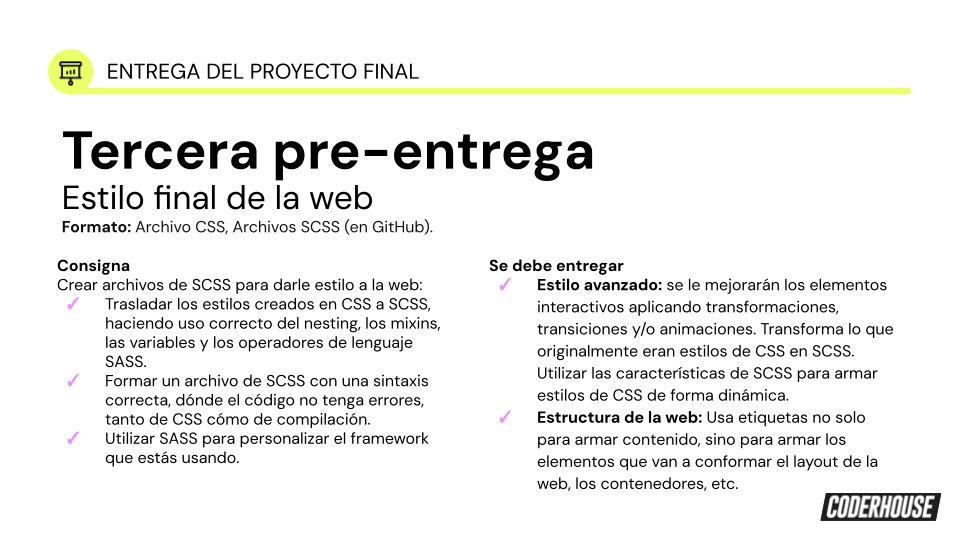 ENTREGA DEL PROYECTO FINAL
Tercera pre-entrega
Estilo final de la web
Formato: Archivo CSS, Archivos SCSS (en GitHub).
Consigna
Crear archivos de SCSS para darle estilo a la web:
✓ Trasladar los estilos creados en CSS a SCSS,
haciendo uso correcto del nesting, los mixins,
las variables y los operadores de lenguaje
SASS.
✓ Formar un archivo de SCSS con una sintaxis
correcta, dónde el código no tenga errores,
tanto de CSS cómo de compilación.
✓ Utilizar SASS para personalizar el framework
que estás usando.
Se debe entregar
✓ Estilo avanzado: se le mejorarán los elementos
interactivos aplicando transformaciones,
transiciones y/o animaciones. Transforma lo que
originalmente eran estilos de CSS en SCSS.
Utilizar las características de SCSS para armar
estilos de CSS de forma dinámica.
✓ Estructura de la web: Usa etiquetas no solo
para armar contenido, sino para armar los
elementos que van a conformar el layout de la
web, los contenedores, etc.
CODERHOUSE